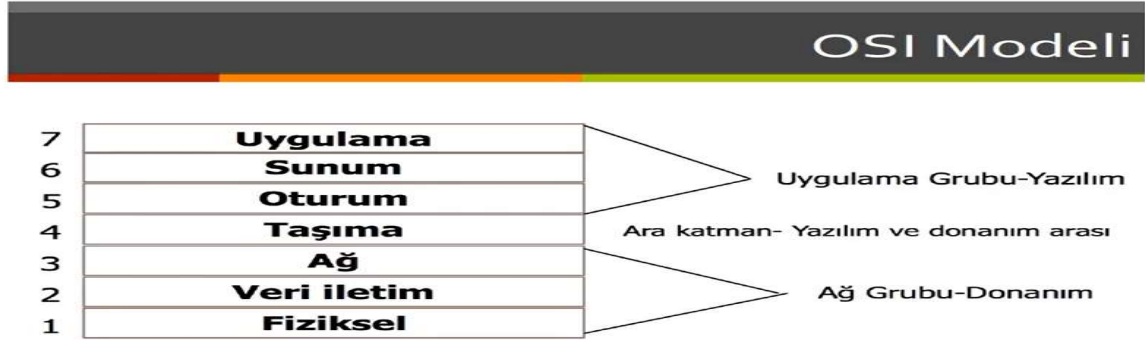 OSI Modeli
7 Uygulama
6 Sunum
5 Oturum
Uygulama Grubu-Yazılım
4 Taşıma Ara katman- Yazılım ve donanım arası
3 Ağ
2 Veri iletim Ağ Grubu-Donanım
1 Fiziksel